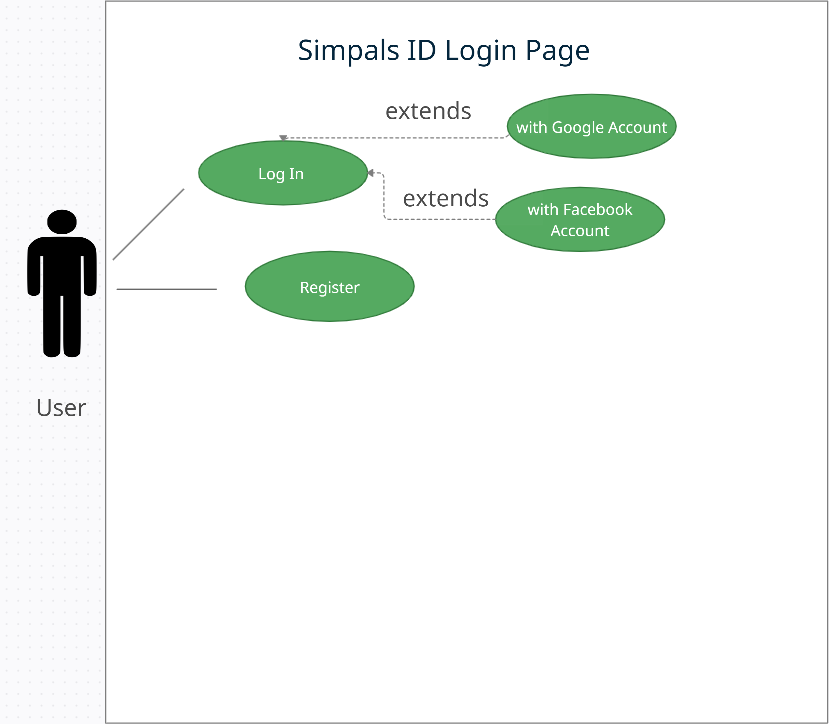 Simpals ID Login Page
extends
with Google Account
Log In
extends
with Facebook
Account
Register
User